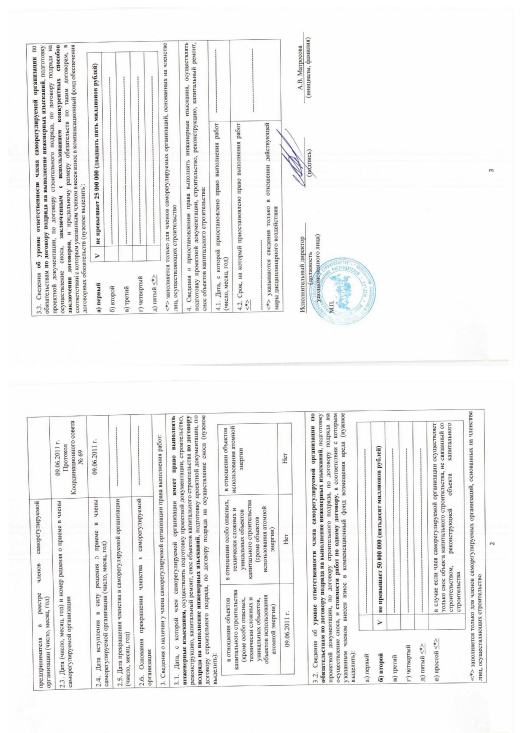 предпринимателя в реестре членов саморегулируемой
организации (число, месяц, год)
2.3. Дата (число, месяц, год) и номер решения о приеме в члены
саморегулируемой организации
09.06.2011 г.
Протокол
Координационного совета
№ 69
2.4. Дата вступления в силу решения о приеме в члены
саморегулируемой организации (число, месяц, год)
09.06.2011 г.
2.5. Дата прекращения членства в саморегулируемой организации
(число, месяц, год)
2.6. Основания прекращения членства в саморегулируемой
организации
3. Сведения о наличии у члена саморегулируемой организации права выполнения работ:
3.1. Дата, с которой член саморегулируемой организации имеет право выполнять
инженерные изыскания, осуществлять подготовку проектной документации, строительство,
реконструкцию, капитальный ремонт, снос объектов капитального строительства по договору
подряда на выполнение инженерных изысканий, подготовку проектной документации, по
договору строительного подряда, по договору подряда на осуществление сноса (нужное
выделить):
в отношении объектов
капитального строительства
(кроме особо опасных,
технически сложных и
уникальных объектов,
объектов использования
атомной энергии)
в отношении особо опасных,
технически сложных и
уникальных объектов
капитального строительства
(кроме объектов
использования атомной
энергии)
в отношении объектов
использования атомной
энергии
09.06.2011 г.
Нет
Нет
3.2. Сведения об уровне ответственности члена саморегулируемой организации по
обязательствам по договору подряда на выполнение инженерных изысканий, подготовку
проектной документации, по договору строительного подряда, по договору подряда на
осуществление сноса, и стоимости работ по одному договору, в соответствии с которым
указанным членом внесен взнос в компенсационный фонд возмещения вреда (нужное
выделить):
а) первый
б) второй V не превышает 50 000 000 (пятьдесят миллионов рублей)
в) третий
г) четвертый
д) пятый <*>
е) простой <*>
в случае если член саморегулируемой организации осуществляет
только снос объекта капитального строительства, не связанный со
строительством, реконструкцией объекта капитального
строительства
<*> заполняется только для членов саморегулируемых организаций, основанных на членстве
лиц, осуществляющих строительство
2
3.3. Сведения об уровне ответственности члена саморегулируемой организации по
обязательствам по договору подряда на выполнение инженерных изысканий, подготовку
проектной документации, по договору строительного подряда, по договору подряда на
осуществление сноса, заключенным с использованием конкурентных способов
заключения договоров, и предельному размеру обязательств по таким договорам, в
соответствии с которым указанным членом внесен взнос в компенсационный фонд обеспечения
договорных обязательств (нужное выделить):
а) первый V не превышает 25 000 000 (двадцать пять миллионов рублей)
б) второй
в) третий
г) четвертый
д) пятый <*>
<*> заполняется только для членов саморегулируемых организаций, основанных на членстве
лиц, осуществляющих строительство
4. Сведения о приостановлении права выполнять инженерные изыскания, осуществлять
подготовку проектной документации, строительство, реконструкцию, капитальный ремонт,
снос объектов капитального строительства:
4.1. Дата, с которой приостановлено право выполнения работ
(число, месяц, год)
4.2. Срок, на который приостановлено право выполнения работ
<*>
<*> указываются сведения только в отношении действующей
меры дисциплинарного воздействия
Исполнительный директор
(должность
уполномоченного лица)
М.П.
(подпись)
А.В. Матросова
(инициалы, фамилия)
3